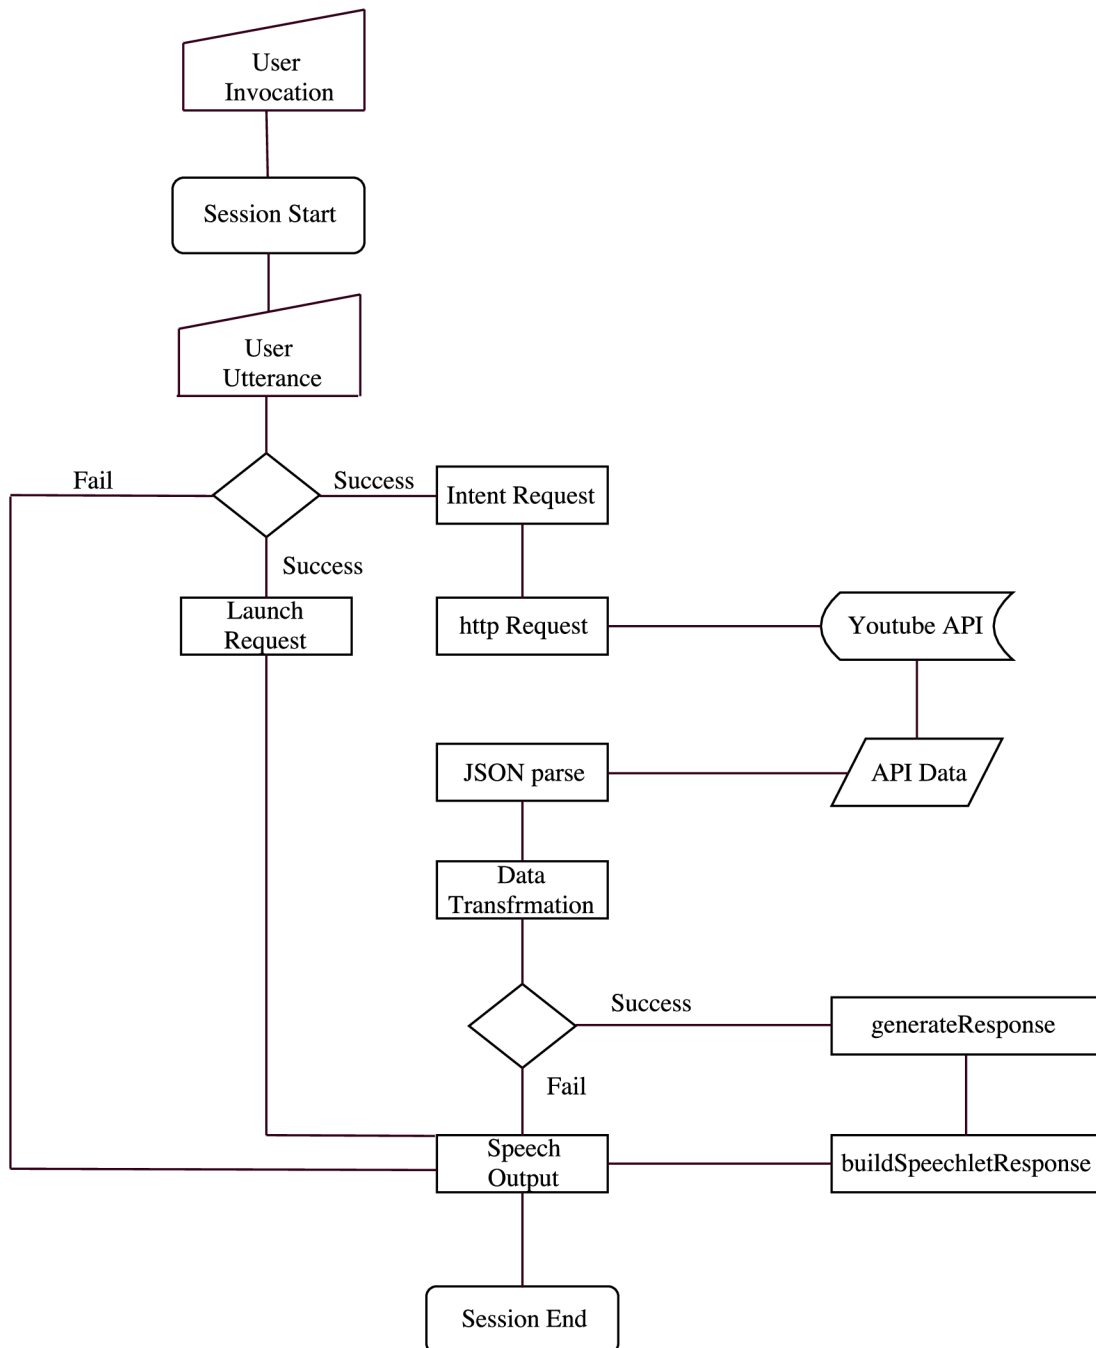 User
Invocation
Session Start
User
Utterance
Fail
Success
Intent Request
Success
Launch
Request
http Request
Youtube API
JSON parse
API Data
Data
Transfrmation
Success
generateResponse
Fail
Speech
Output
buildSpeechletResponse
Session End